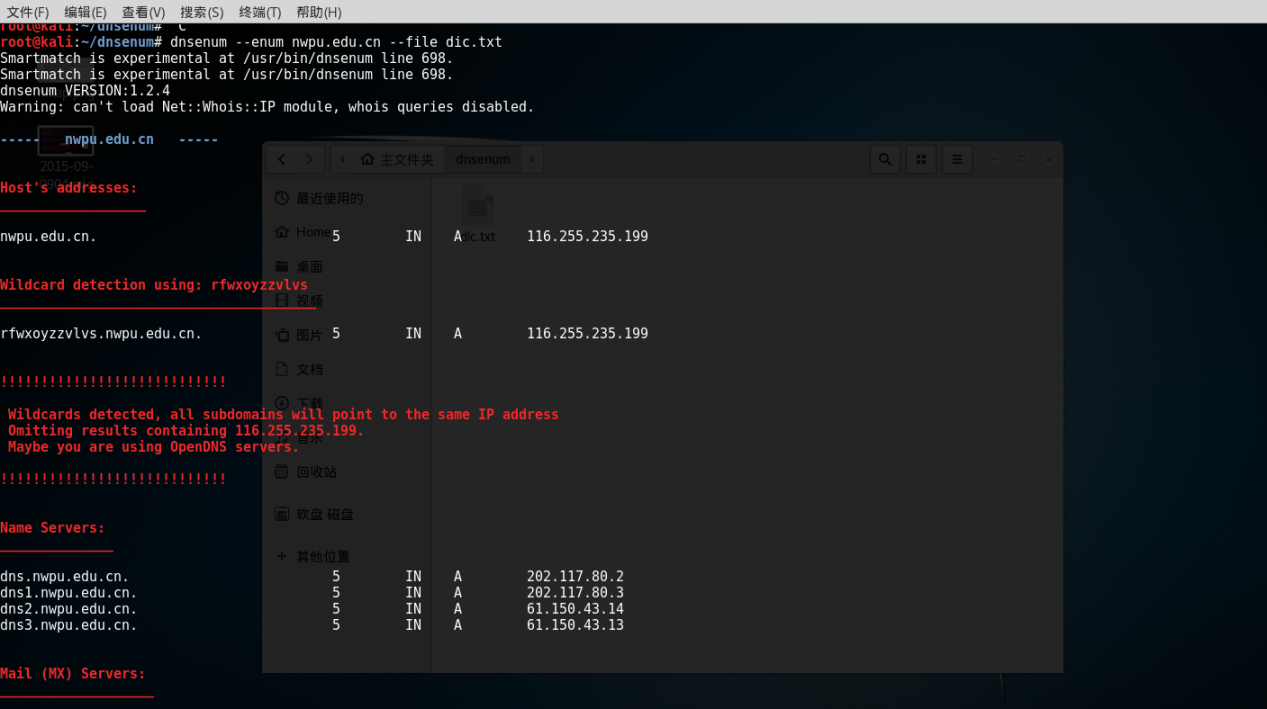 文件(F) 编辑(E) 查看(V) 搜索(S) 终端(T) 帮助(H)
root@kali:~/dnsenum# ^C
root@kali:~/dnsenum# dnsenum --enum nwpu.edu.cn --file dic.txt
Smartmatch is experimental at /usr/bin/dnsenum line 698.
Smartmatch is experimental at /usr/bin/dnsenum line 698.
dnsenum VERSION:1.2.4
Warning: can't load Net::Whois::IP module, whois queries disabled.
----- nwpu.edu.cn -----
主文件夹 dnsenum
2015-09-
Host's addresses:
最近使用的
nwpu.edu.cn. 5 IN A 116.255.235.199
Home
dic.txt
桌面
Wildcard detection using: rfwxoyzzvlvs
视频
rfwxoyzzvlvs.nwpu.edu.cn. 5 IN A 116.255.235.199
图片
文档
!!!!!!!!!!!!!!!!!!!!!!!!!!!!
下载
Wildcards detected, all subdomains will point to the same IP address
Omitting results containing 116.255.235.199.
音乐
Maybe you are using OpenDNS servers.
回收站
!!!!!!!!!!!!!!!!!!!!!!!!!!!!
软盘 磁盘
Name Servers:
其他位置
dns.nwpu.edu.cn. 5 IN A 202.117.80.2
dns1.nwpu.edu.cn. 5 IN A 202.117.80.3
dns2.nwpu.edu.cn. 5 IN A 61.150.43.14
dns3.nwpu.edu.cn. 5 IN A 61.150.43.13
Mail (MX) Servers: